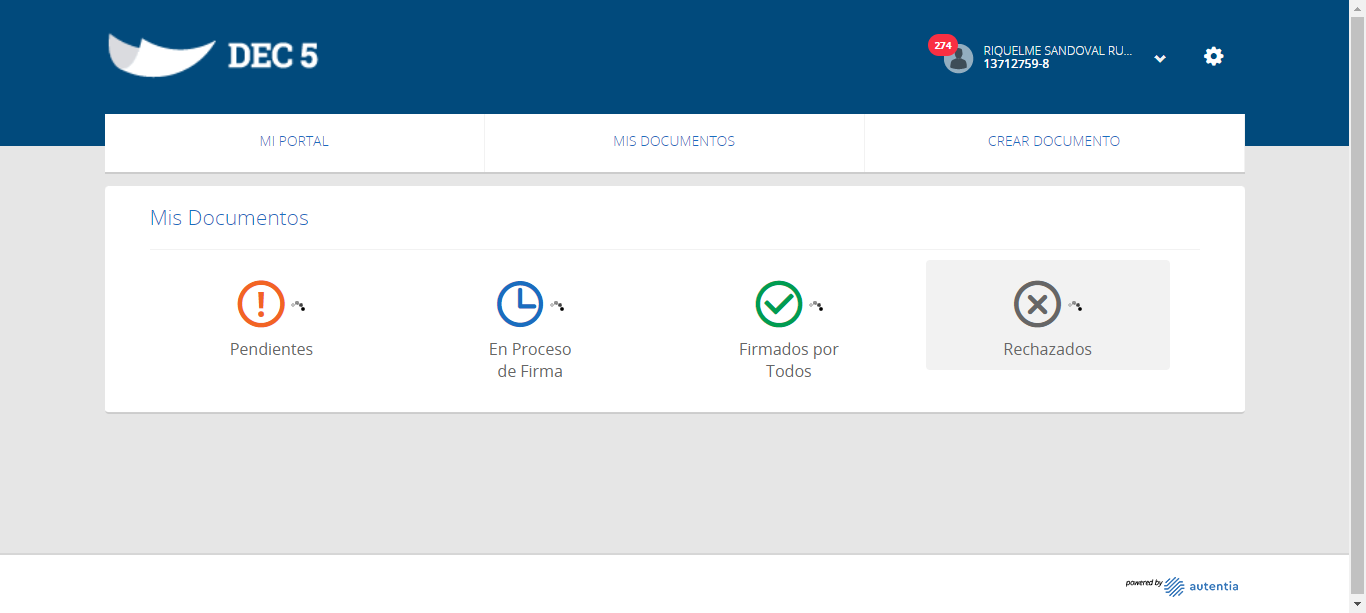 DEC 5
274
RIQUELME SANDOVAL RU...
13712759-8
MI PORTAL
MIS DOCUMENTOS
CREAR DOCUMENTO
Mis Documentos
Pendientes
En Proceso
de Firma
Firmados por
Todos
Rechazados
powered by
autentia